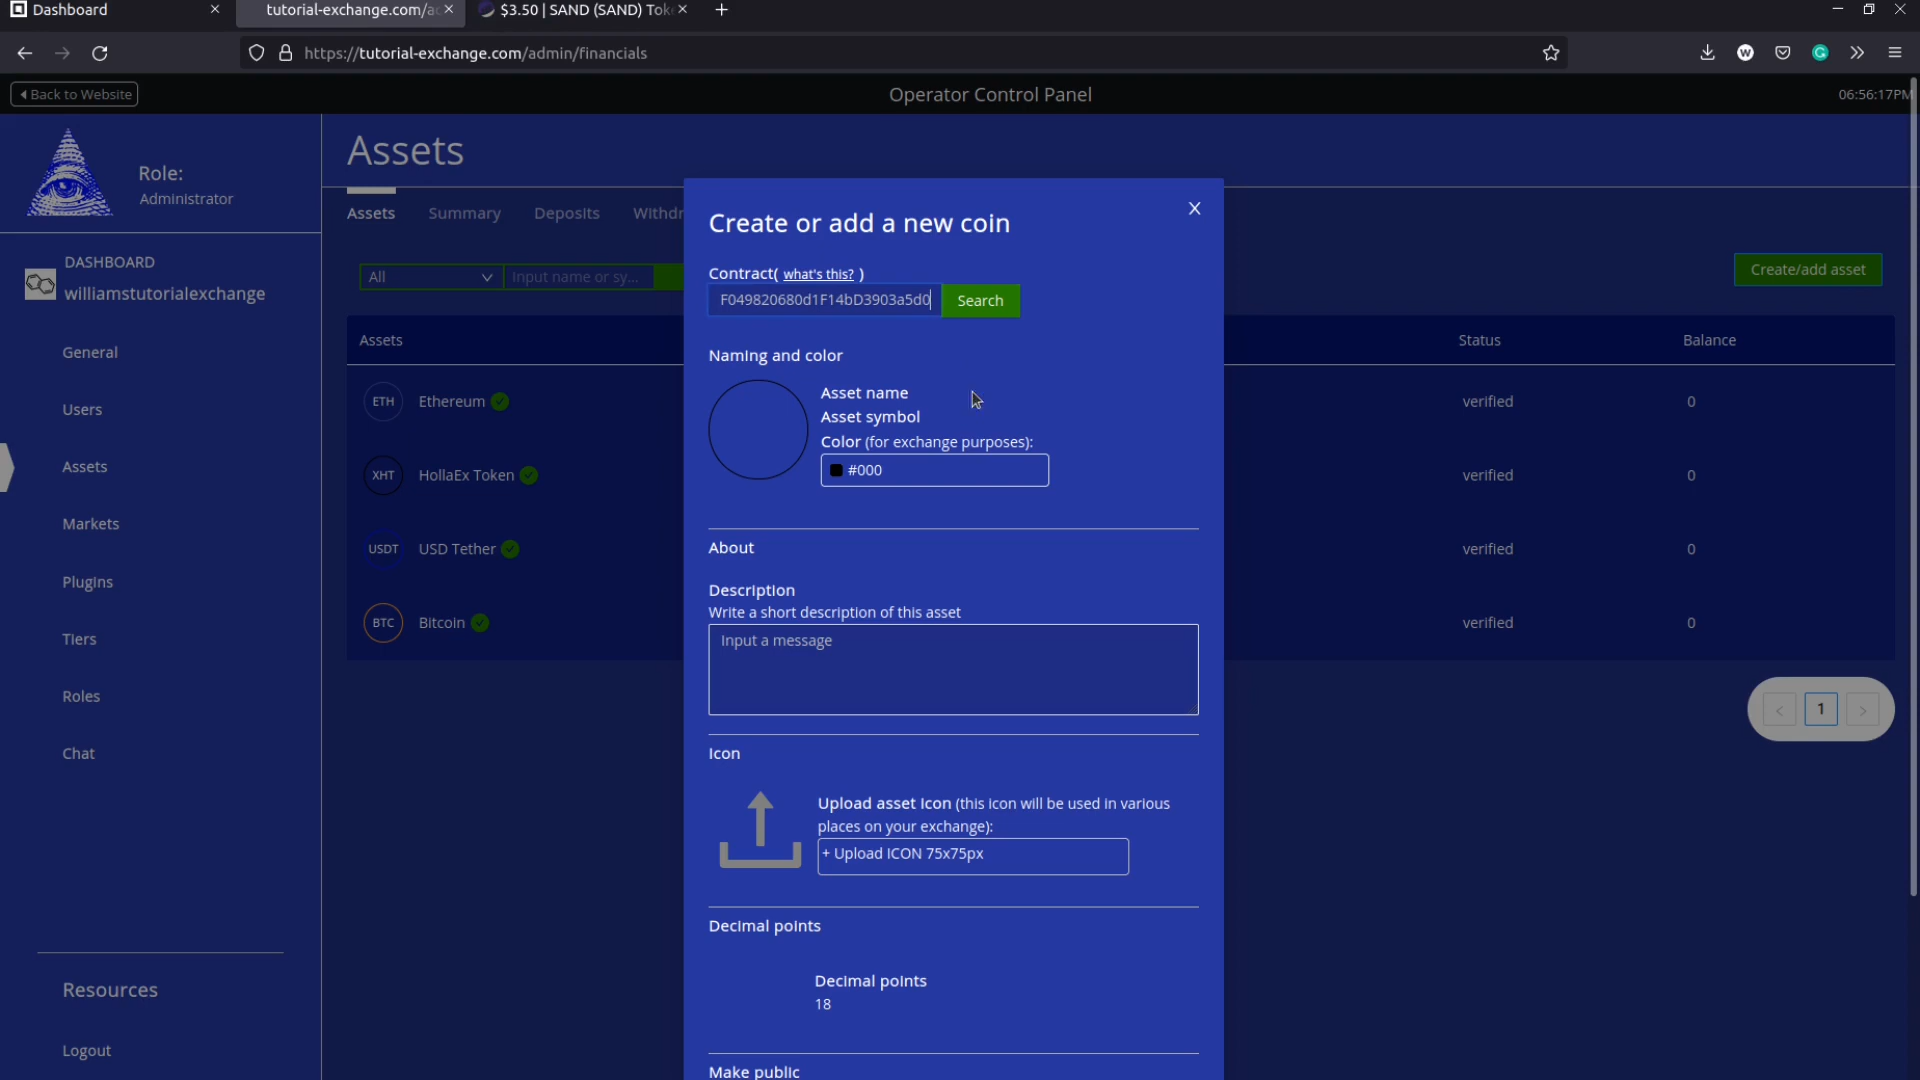 Dashboard
tutorial-exchange.com/ac
$3.50 | SAND (SAND) Tok
https://tutorial-exchange.com/admin/financials
Back to Website
Operator Control Panel
06:56:17PM
Role:
Administrator
DASHBOARD
williamstutorialexchange
General
Users
Assets
Markets
Plugins
Tiers
Roles
Chat
Resources
Logout
Assets
Assets Summary Deposits Withdr
All
Input name or sy...
Create/add asset
Assets Status Balance
ETH Ethereum verified 0
XHT HollaEx Token verified 0
USDT USD Tether verified 0
BTC Bitcoin verified 0
< 1 >
Create or add a new coin
X
Contract( what's this? )
F049820680d1F14bD3903a5d0
Search
Naming and color
Asset name
Asset symbol
Color (for exchange purposes):
#000
About
Description
Write a short description of this asset
Input a message
Icon
Upload asset icon (this icon will be used in various
places on your exchange):
+ Upload ICON 75x75px
Decimal points
Decimal points
18
Make public